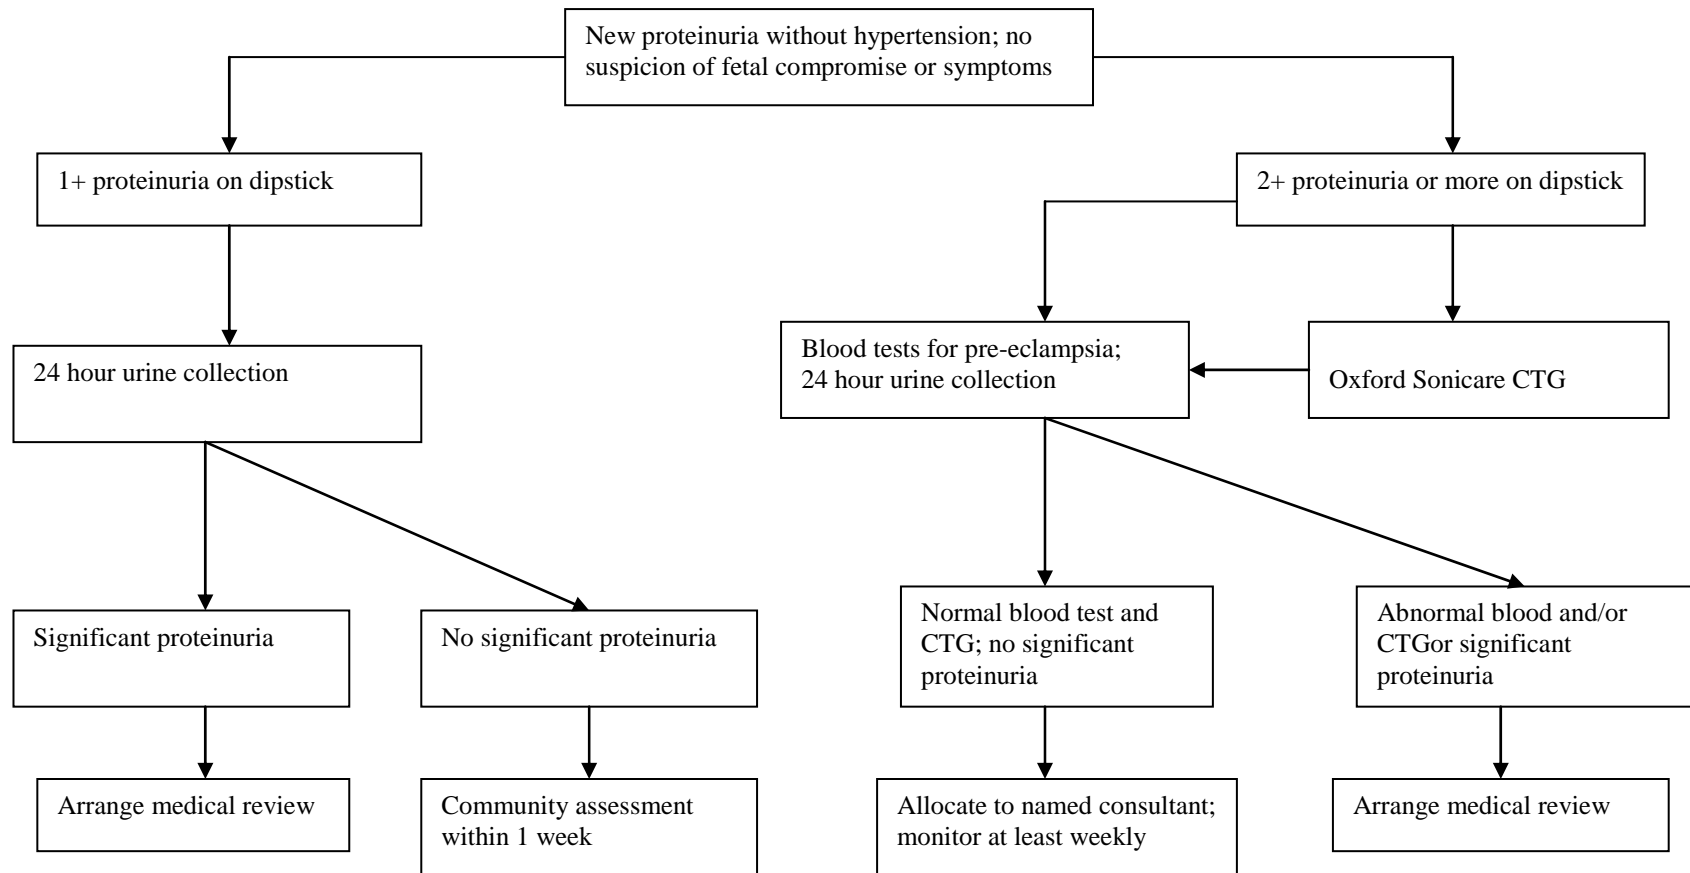 New proteinuria without hypertension; no
suspicion of fetal compromise or symptoms
1+ proteinuria on dipstick
2+ proteinuria or more on dipstick
24 hour urine collection
Blood tests for pre-eclampsia;
24 hour urine collection
Oxford Sonicare CTG
Significant proteinuria
No significant proteinuria
Normal blood test and
CTG; no significant
proteinuria
Abnormal blood and/or
CTGor significant
proteinuria
Arrange medical review
Community assessment
within 1 week
Allocate to named consultant;
monitor at least weekly
Arrange medical review